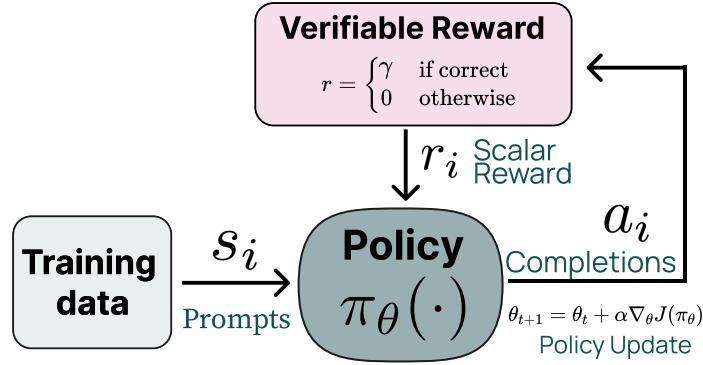 Verifiable Reward
r = { γ if correct
0 otherwise
r_i Scalar
Reward
a_i
Completions
s_i
Prompts
Training
data
Policy
π_θ(·)
θ_{t+1} = θ_t + α∇_θJ(π_θ)
Policy Update